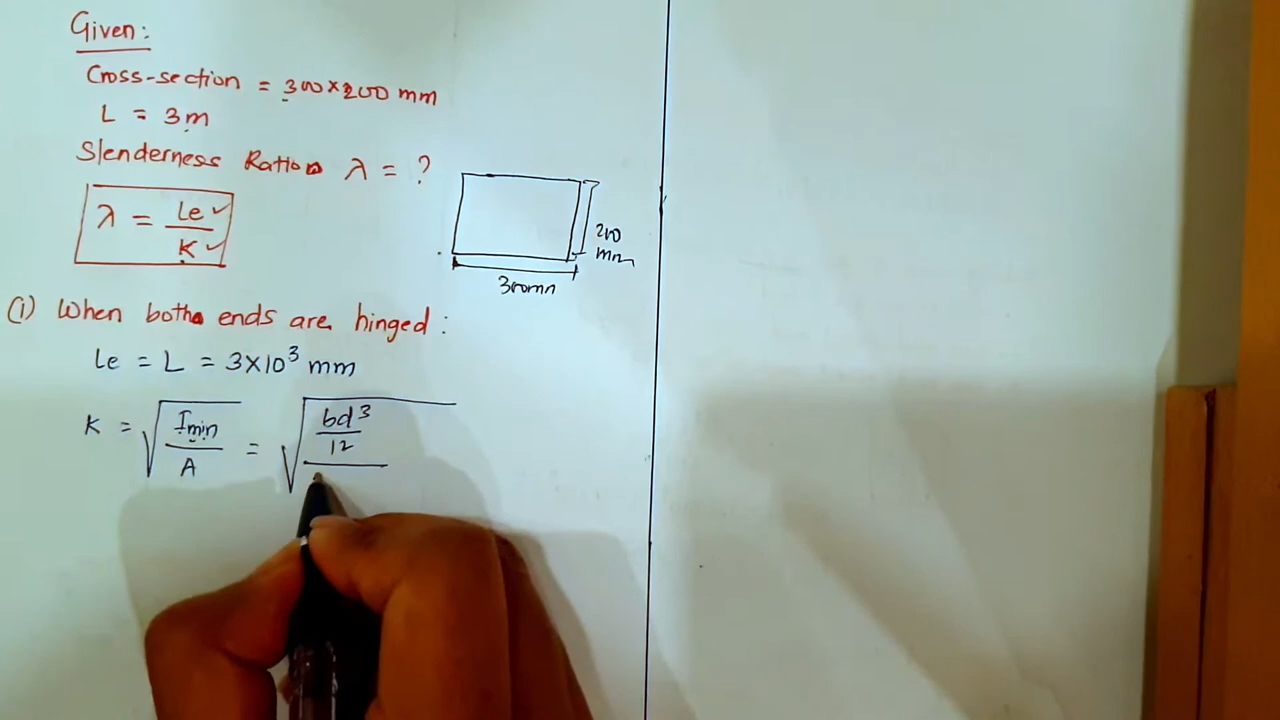 Given:
Cross-section = 300×200 mm
L = 3m
Slenderness Ratio λ = ?
λ = le✓ / K✓
200 mm
300mm
(1) When both ends are hinged:
le = L = 3×10³ mm
K = √(Imin / A) = √(bd³/12 /